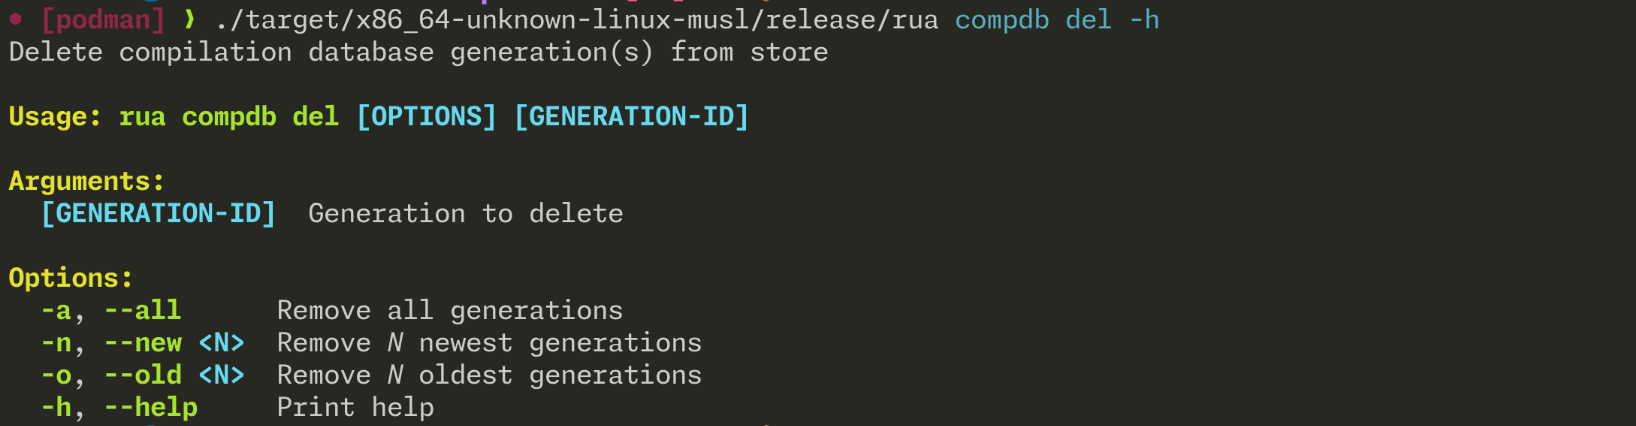 [podman] ❯ ./target/x86_64-unknown-linux-musl/release/rua compdb del -h
Delete compilation database generation(s) from store
Usage: rua compdb del [OPTIONS] [GENERATION-ID]
Arguments:
[GENERATION-ID]  Generation to delete
Options:
-a, --all      Remove all generations
-n, --new <N>  Remove N newest generations
-o, --old <N>  Remove N oldest generations
-h, --help     Print help